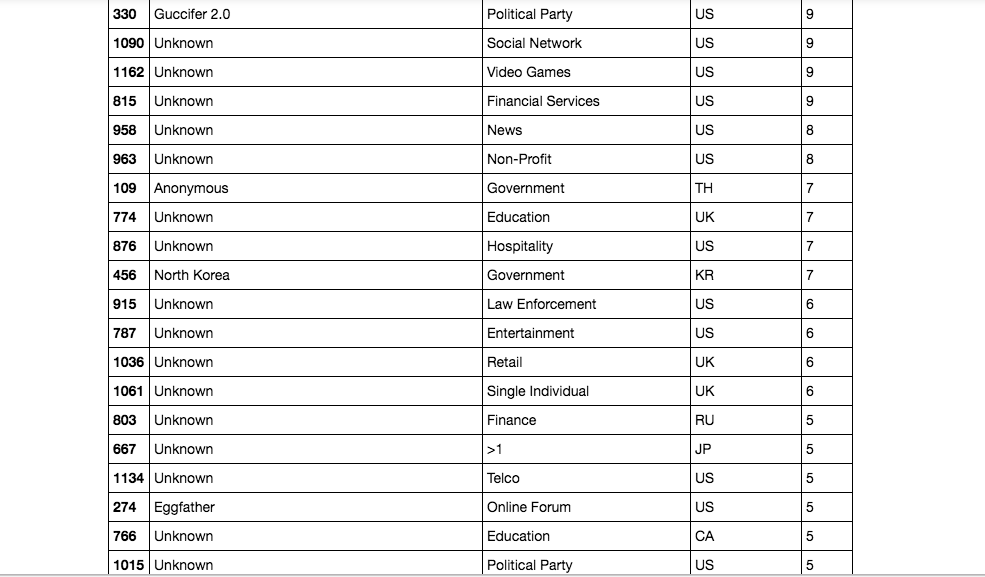 330 Guccifer 2.0 Political Party US 9
1090 Unknown Social Network US 9
1162 Unknown Video Games US 9
815 Unknown Financial Services US 9
958 Unknown News US 8
963 Unknown Non-Profit US 8
109 Anonymous Government TH 7
774 Unknown Education UK 7
876 Unknown Hospitality US 7
456 North Korea Government KR 7
915 Unknown Law Enforcement US 6
787 Unknown Entertainment US 6
1036 Unknown Retail UK 6
1061 Unknown Single Individual UK 6
803 Unknown Finance RU 5
667 Unknown >1 JP 5
1134 Unknown Telco US 5
274 Eggfather Online Forum US 5
766 Unknown Education CA 5
1015 Unknown Political Party US 5